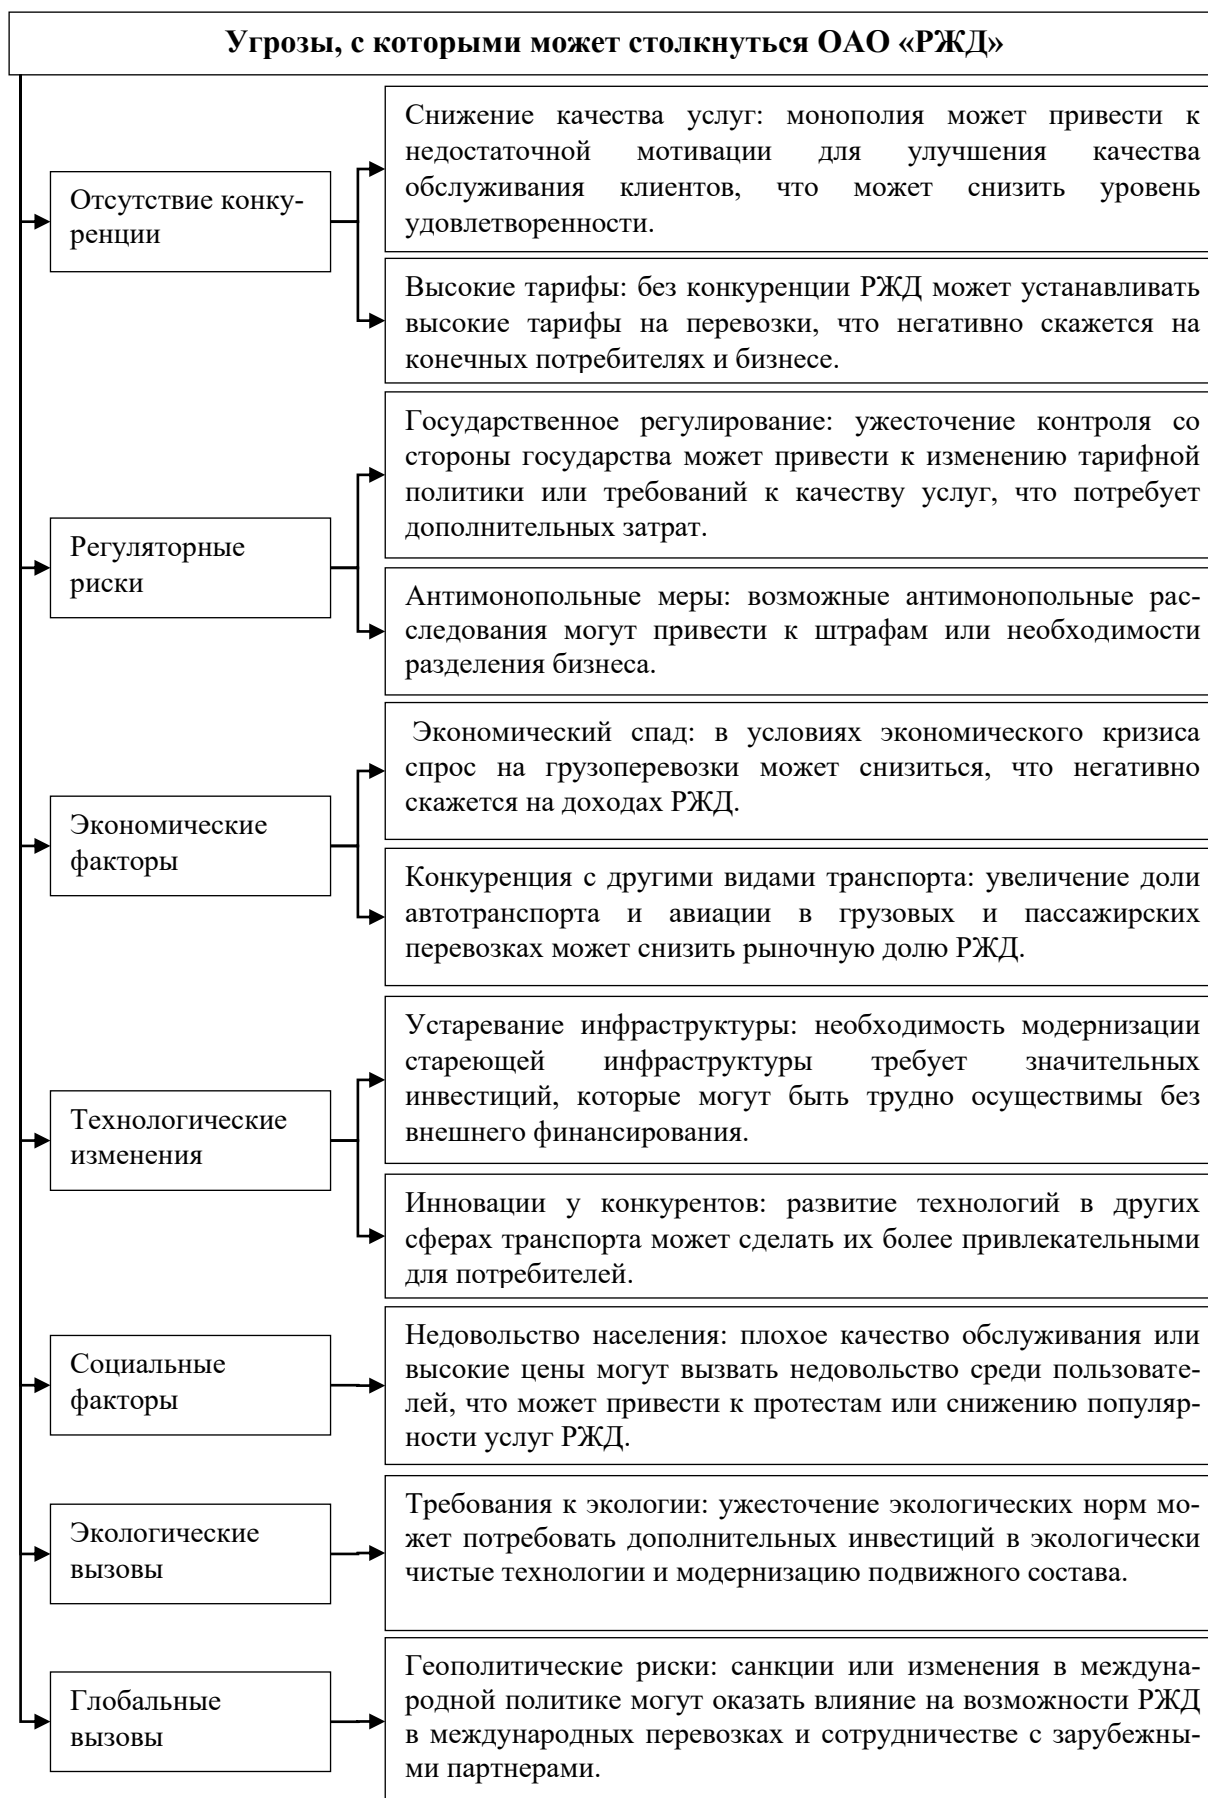 Угрозы, с которыми может столкнуться ОАО «РЖД»
Отсутствие конку-
ренции
Снижение качества услуг: монополия может привести к
недостаточной мотивации для улучшения качества
обслуживания клиентов, что может снизить уровень
удовлетворенности.
Высокие тарифы: без конкуренции РЖД может устанавливать
высокие тарифы на перевозки, что негативно скажется на
конечных потребителях и бизнесе.
Регуляторные
риски
Государственное регулирование: ужесточение контроля со
стороны государства может привести к изменению тарифной
политики или требований к качеству услуг, что потребует
дополнительных затрат.
Антимонопольные меры: возможные антимонопольные рас-
следования могут привести к штрафам или необходимости
разделения бизнеса.
Экономические
факторы
Экономический спад: в условиях экономического кризиса
спрос на грузоперевозки может снизиться, что негативно
скажется на доходах РЖД.
Конкуренция с другими видами транспорта: увеличение доли
автотранспорта и авиации в грузовых и пассажирских
перевозках может снизить рыночную долю РЖД.
Технологические
изменения
Устаревание инфраструктуры: необходимость модернизации
стареющей инфраструктуры требует значительных
инвестиций, которые могут быть трудно осуществимы без
внешнего финансирования.
Инновации у конкурентов: развитие технологий в других
сферах транспорта может сделать их более привлекательными
для потребителей.
Социальные
факторы
Недовольство населения: плохое качество обслуживания или
высокие цены могут вызвать недовольство среди пользовате-
лей, что может привести к протестам или снижению популяр-
ности услуг РЖД.
Экологические
вызовы
Требования к экологии: ужесточение экологических норм мо-
жет потребовать дополнительных инвестиций в экологически
чистые технологии и модернизацию подвижного состава.
Глобальные
вызовы
Геополитические риски: санкции или изменения в междуна-
родной политике могут оказать влияние на возможности РЖД
в международных перевозках и сотрудничестве с зарубежны-
ми партнерами.